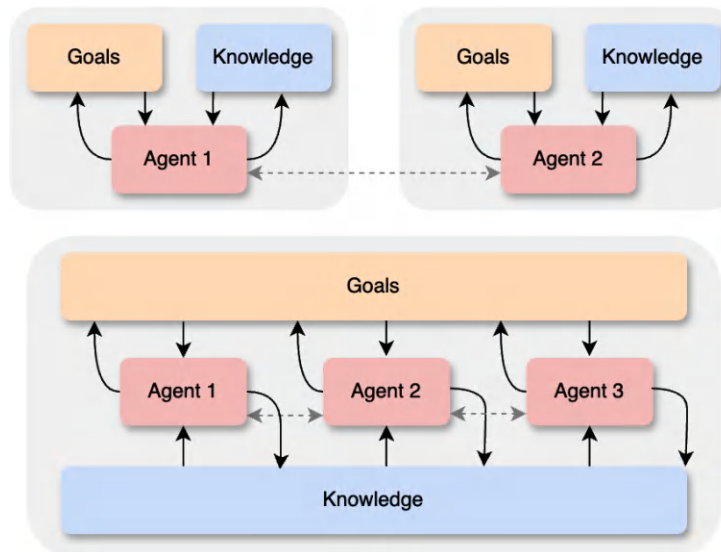 Goals
Knowledge
Goals
Knowledge
Agent 1
Agent 2
Goals
Agent 1
Agent 2
Agent 3
Knowledge